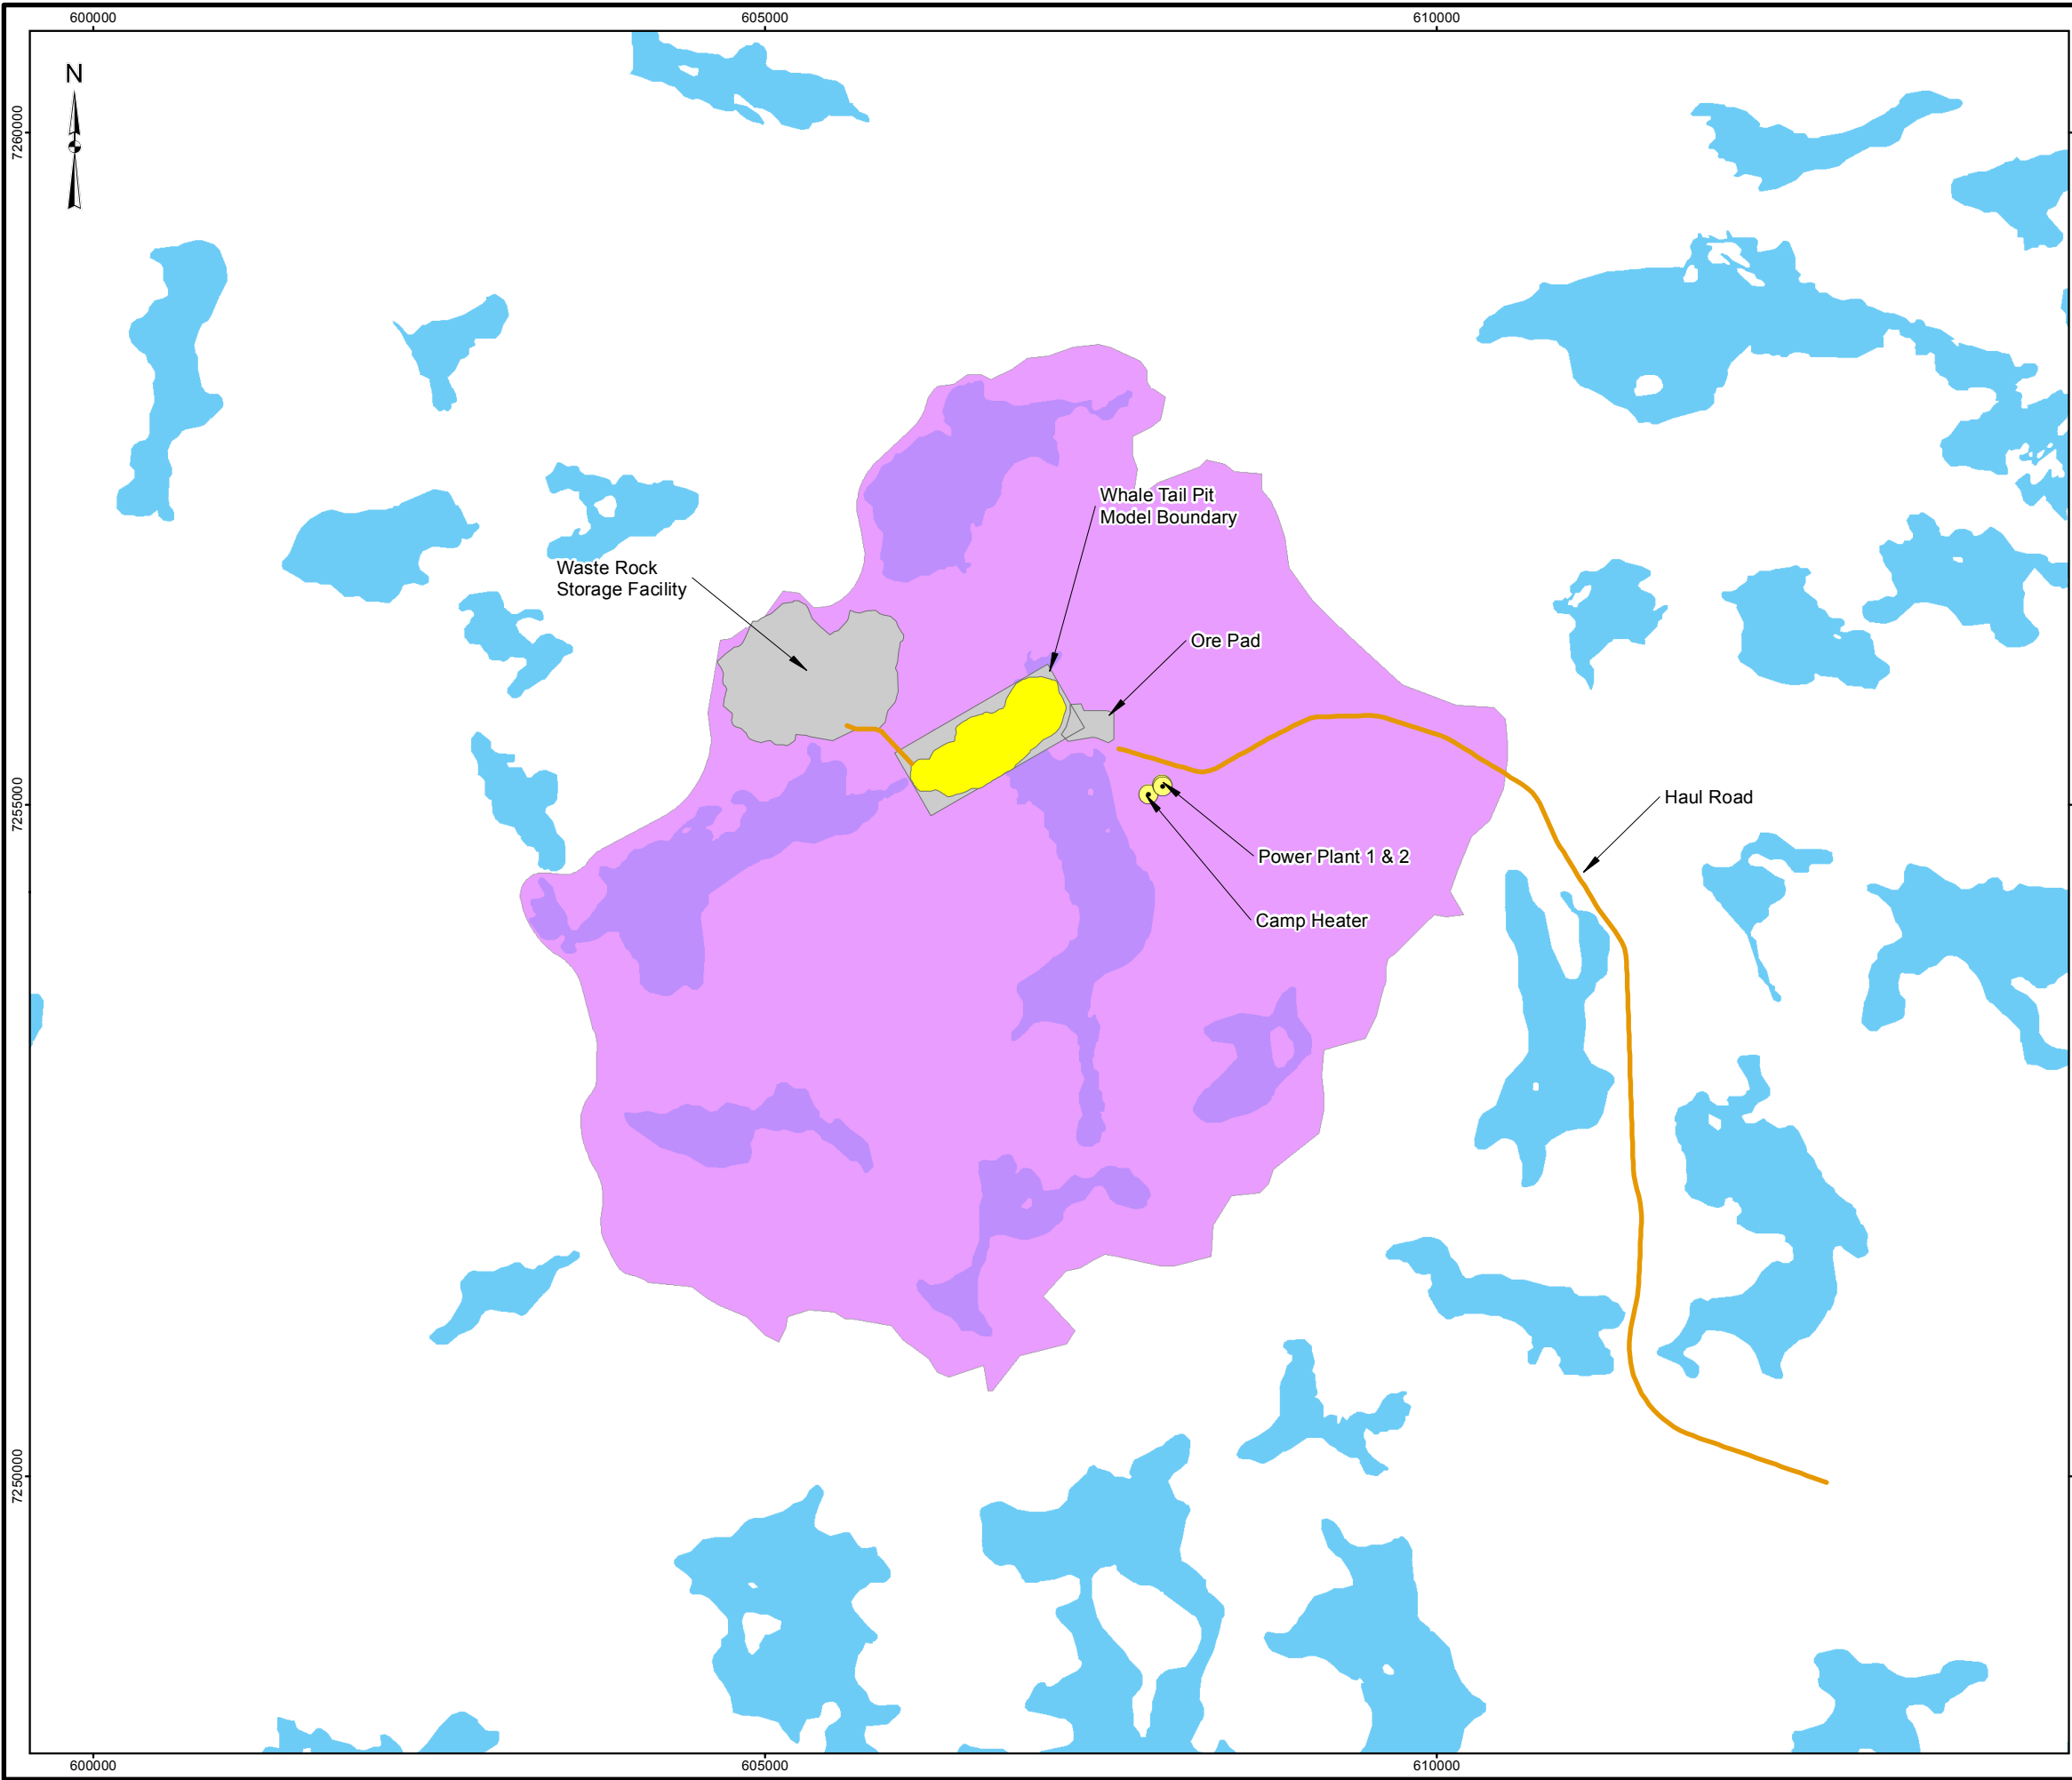 600000
605000
610000
N
7260000
Whale Tail Pit
Model Boundary
Waste Rock
Storage Facility
Ore Pad
7255000
Haul Road
Power Plant 1 & 2
Camp Heater
7250000
600000
605000
610000